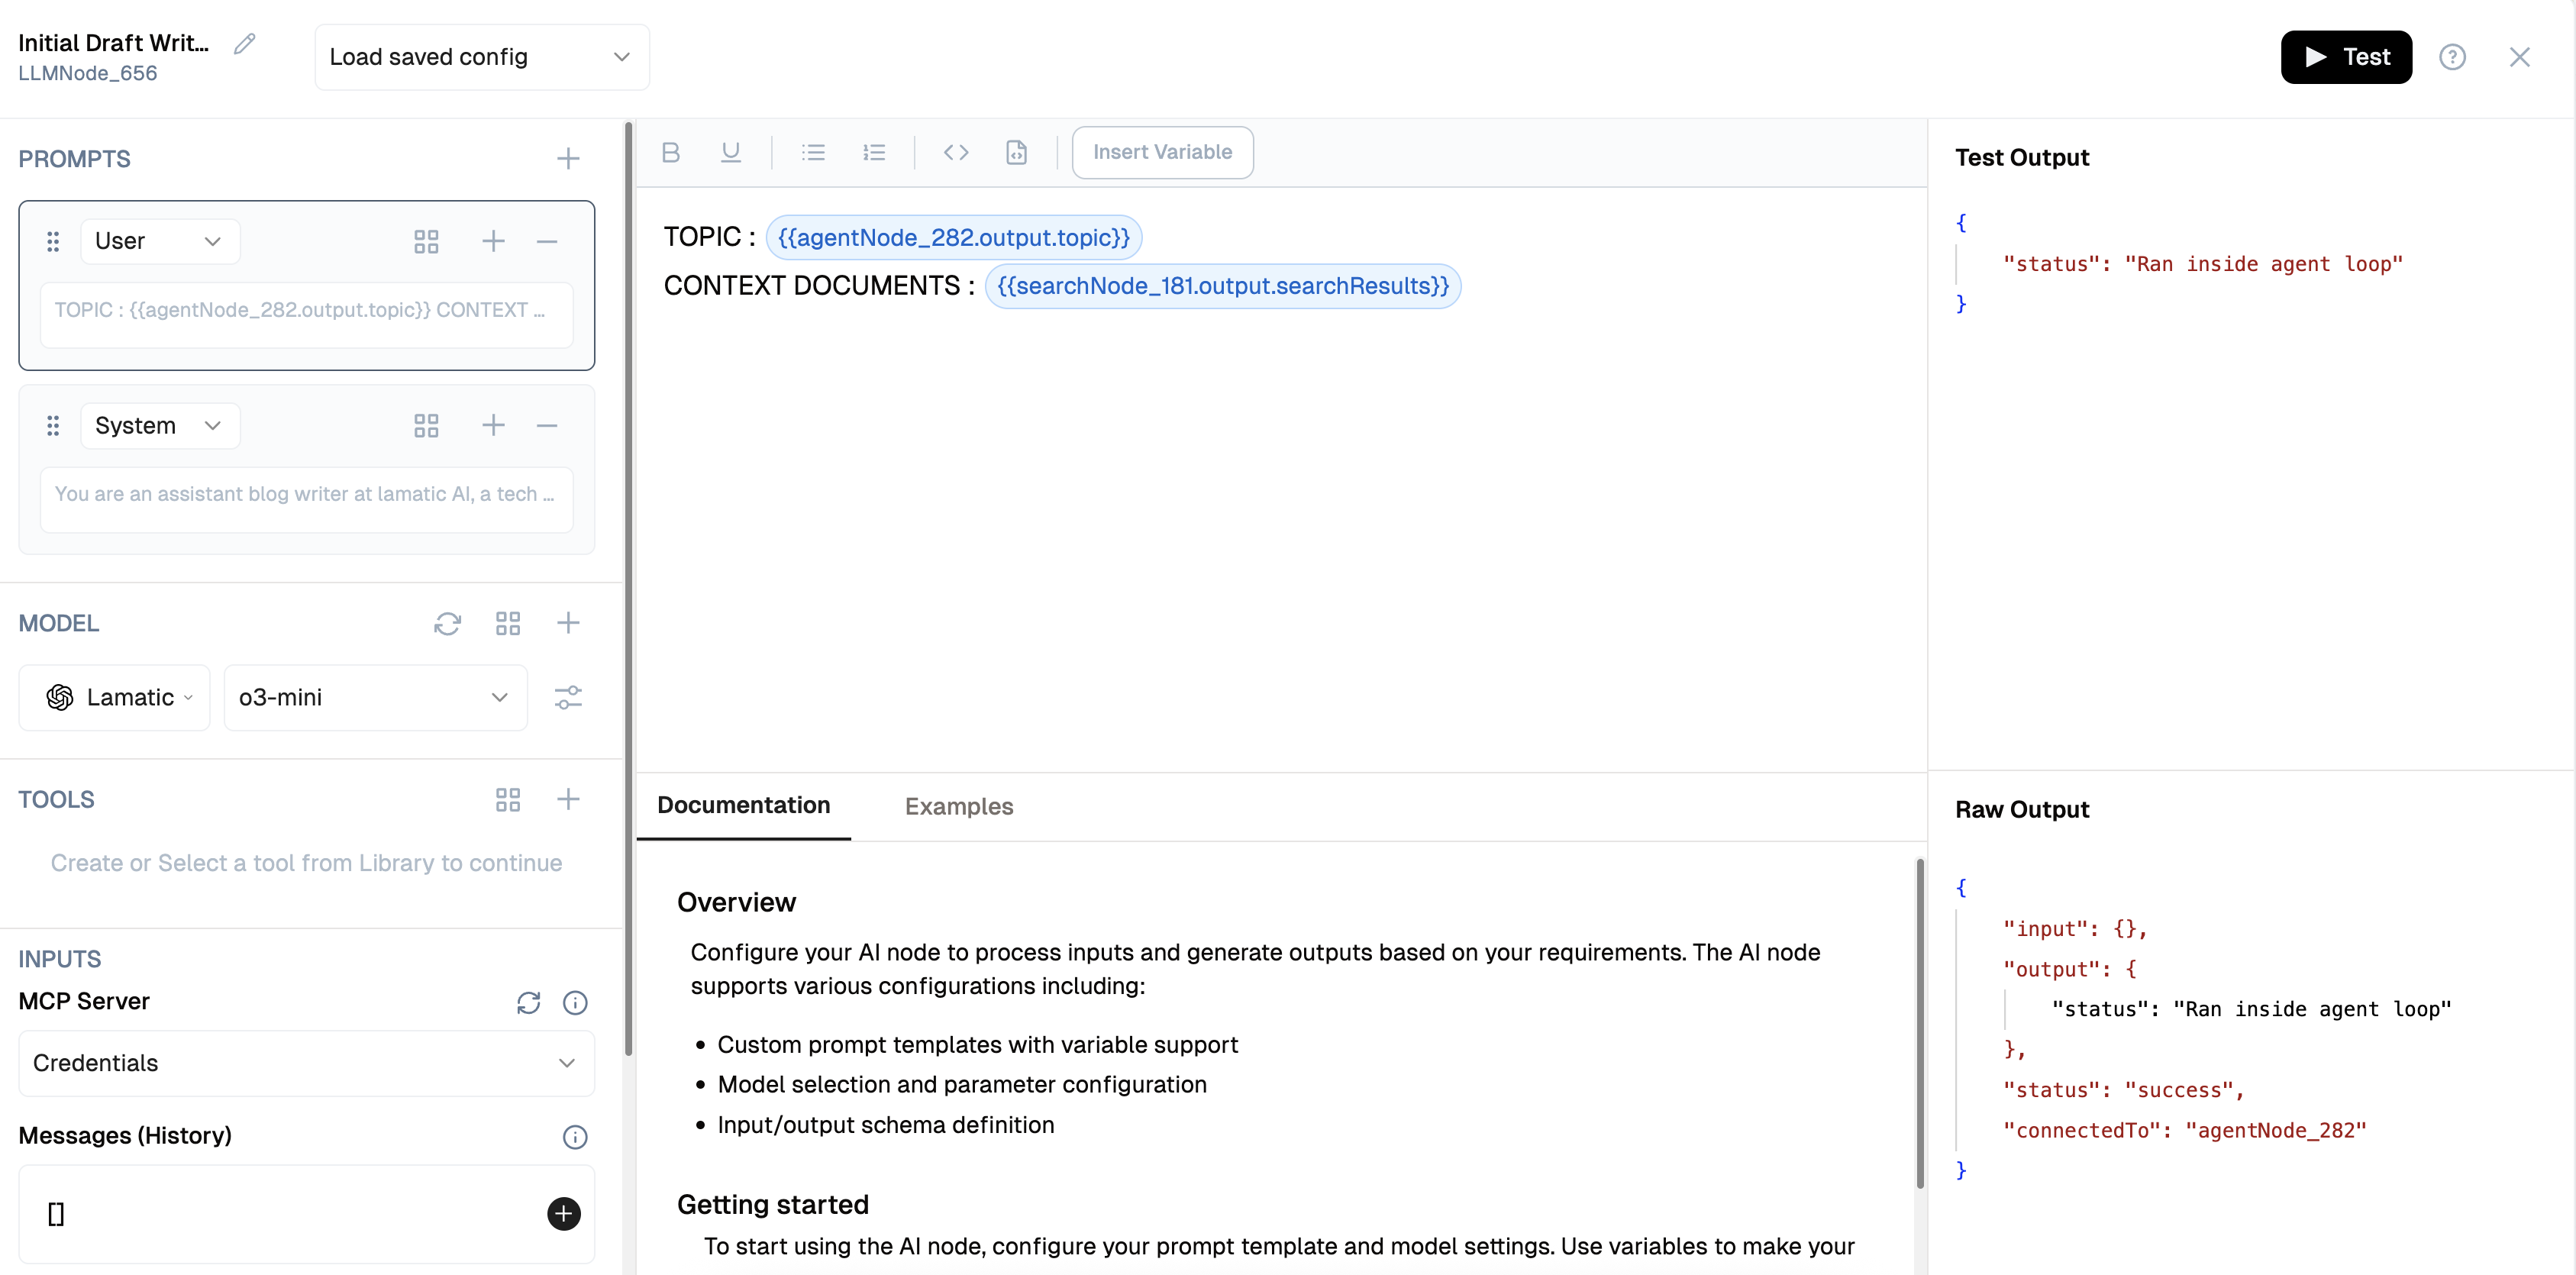 Initial Draft Writ...
LLMNode_656
Load saved config
Test
PROMPTS
User
TOPIC : {{agentNode_282.output.topic}} CONTEXT ...
System
You are an assistant blog writer at lamatic AI, a tech ...
MODEL
Lamatic
o3-mini
TOOLS
Create or Select a tool from Library to continue
INPUTS
MCP Server
Credentials
Messages (History)
[]
Insert Variable
TOPIC : {{agentNode_282.output.topic}}
CONTEXT DOCUMENTS : {{searchNode_181.output.searchResults}}
Documentation
Examples
Overview
Configure your AI node to process inputs and generate outputs based on your requirements. The AI node
supports various configurations including:
• Custom prompt templates with variable support
• Model selection and parameter configuration
• Input/output schema definition
Getting started
To start using the AI node, configure your prompt template and model settings. Use variables to make your
Test Output
{
"status": "Ran inside agent loop"
}
Raw Output
{
"input": {},
"output": {
"status": "Ran inside agent loop"
},
"status": "success",
"connectedTo": "agentNode_282"
}